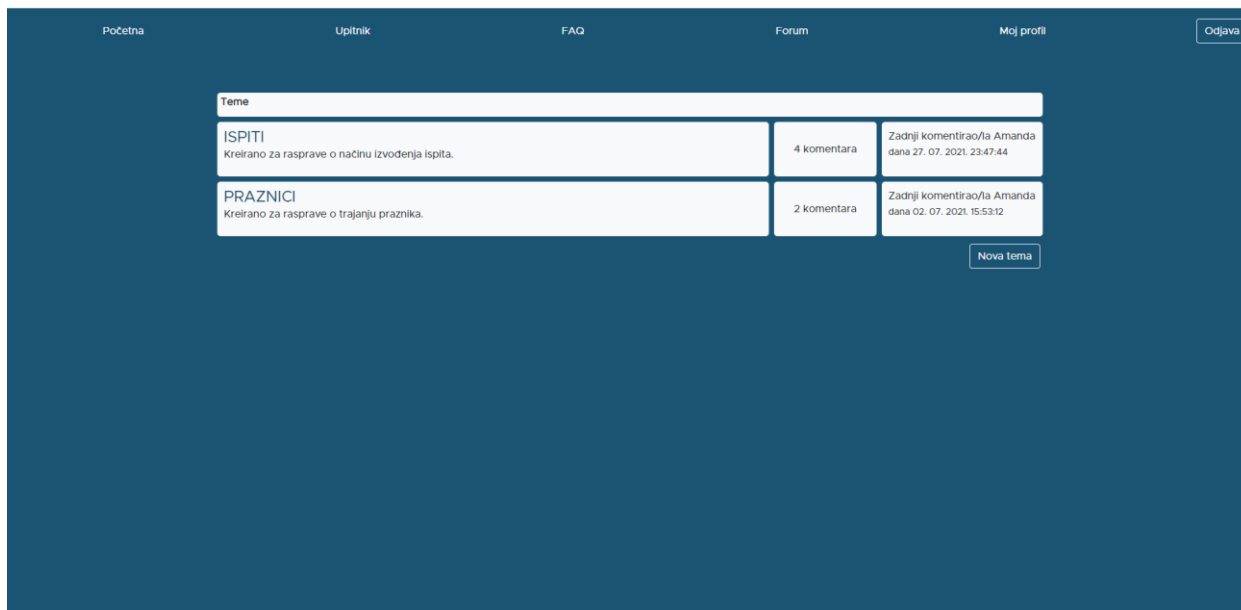 Početna Upitnik FAQ Forum Moj profil Odjava
Teme
ISPITI
Kreirano za rasprave o načinu izvođenja ispita.
4 komentara
Zadnji komentirao/la Amanda
dana 27. 07. 2021. 23:47:44
PRAZNICI
Kreirano za rasprave o trajanju praznika.
2 komentara
Zadnji komentirao/la Amanda
dana 02. 07. 2021. 15:53:12
Nova tema